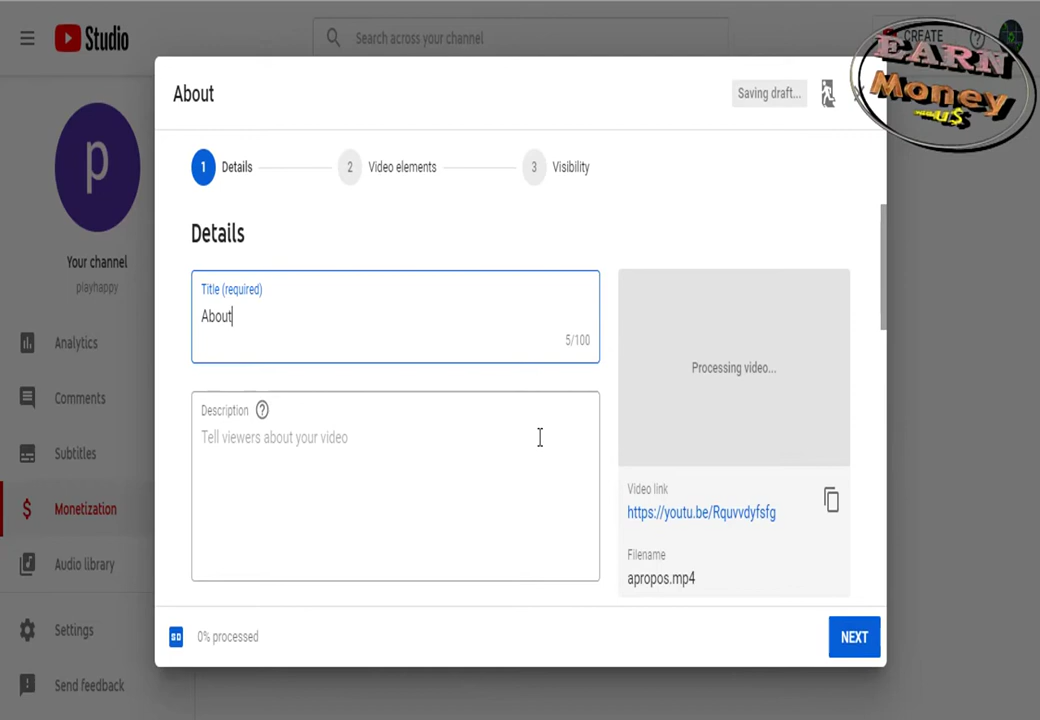 Studio
Search across your channel
CREATE
EARN
Money
with us
About
Saving draft...
1 Details
2 Video elements
3 Visibility
p
Your channel
playhappy
Analytics
Comments
Subtitles
$ Monetization
Audio library
Settings
Send feedback
Details
Title (required)
About
5/100
Description ?
Tell viewers about your video
Processing video...
Video link
https://youtu.be/Rquvvdyfsfg
Filename
apropos.mp4
SD 0% processed
NEXT